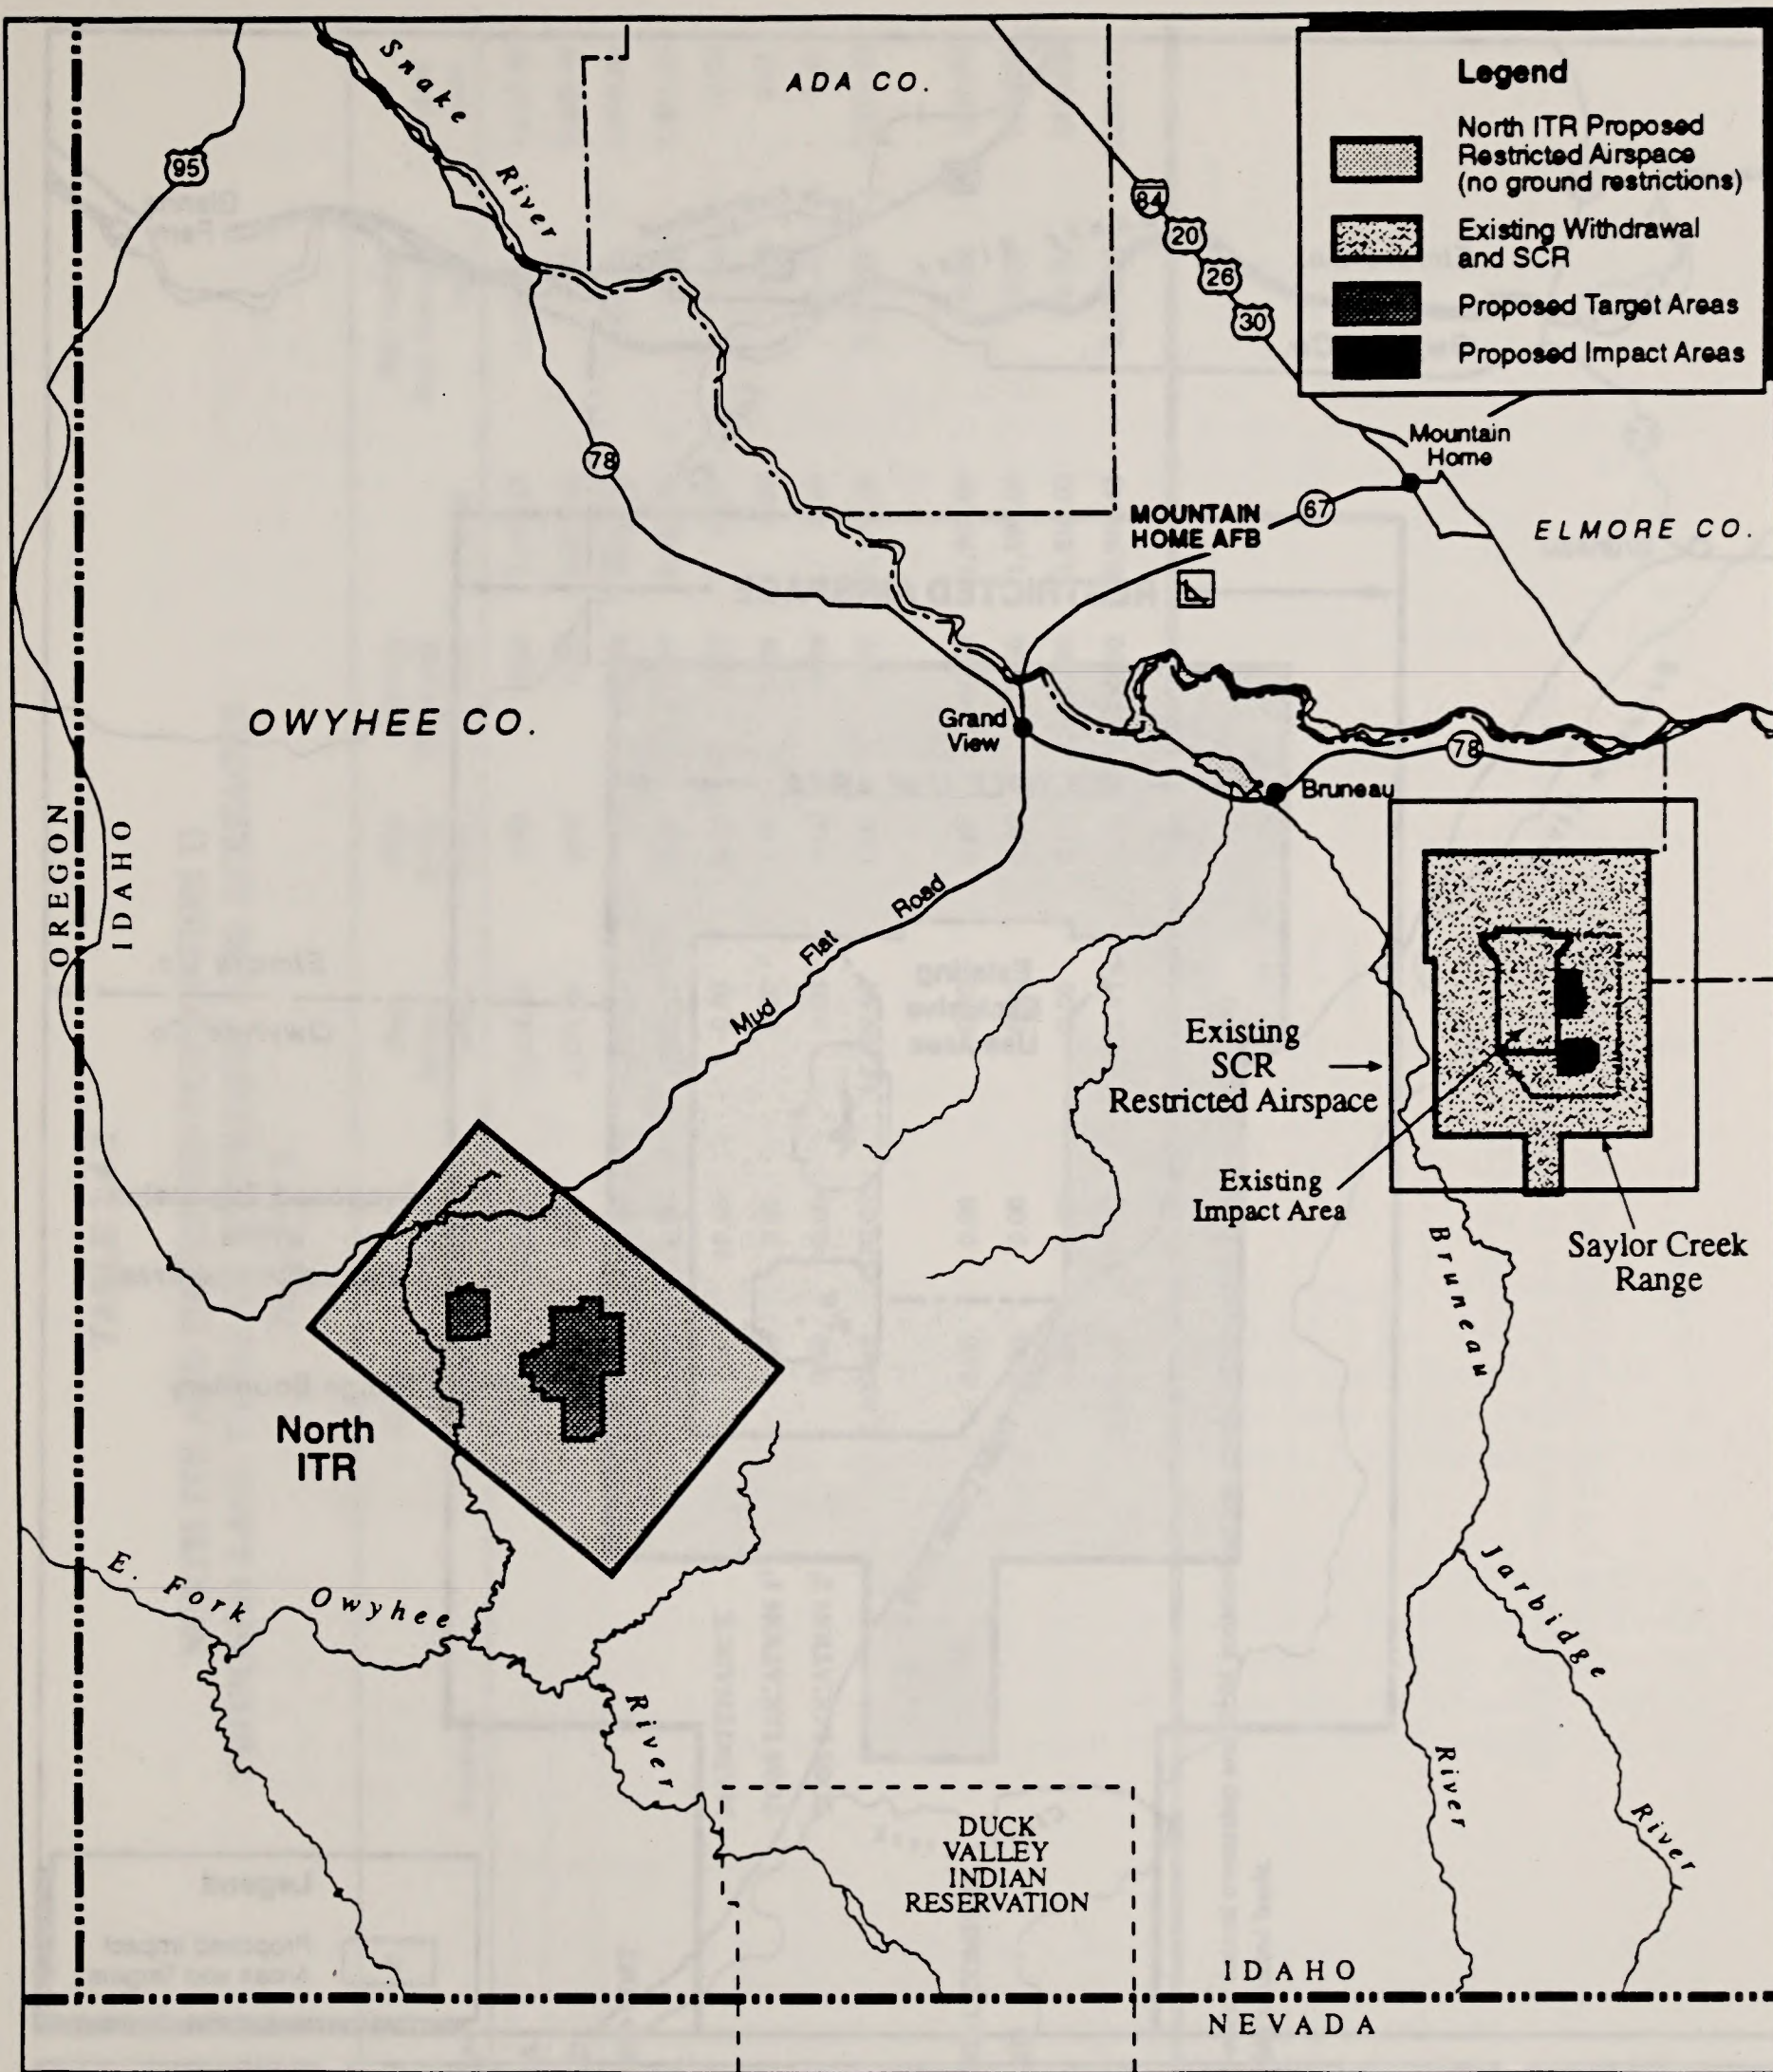 Snake
River
ADA CO.
Legend
North ITR Proposed
Restricted Airspace
(no ground restrictions)
Existing Withdrawal
and SCR
Proposed Target Areas
Proposed Impact Areas
95
84
20
26
30
78
Mountain
Home
67
MOUNTAIN
HOME AFB
ELMORE CO.
OWYHEE CO.
Grand
View
78
Bruneau
OREGON
IDAHO
Mud Flat Road
Existing
SCR
Restricted Airspace
Existing
Impact Area
Saylor Creek
Range
North
ITR
Bruneau
River
Jarbidge
River
E. Fork Owyhee
River
DUCK
VALLEY
INDIAN
RESERVATION
IDAHO
NEVADA